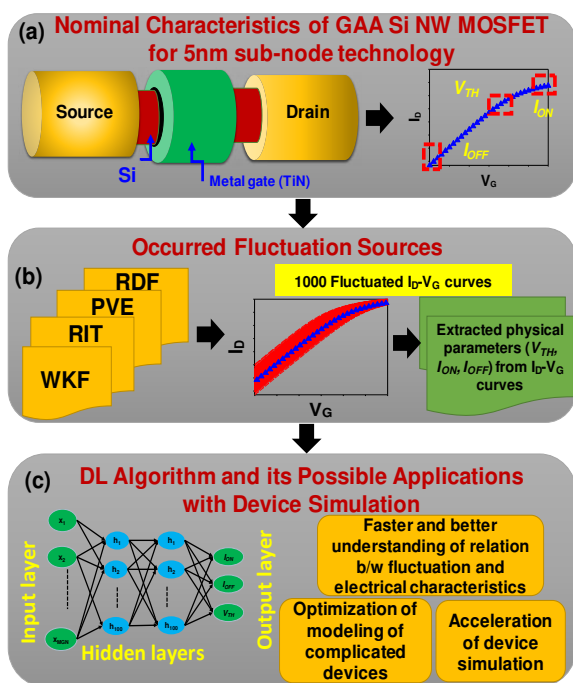 (a) Nominal Characteristics of GAA Si NW MOSFET
for 5nm sub-node technology
Source
Drain
Si
Metal gate (TiN)
I_D
V_TH
I_ON
I_OFF
V_G
Occurred Fluctuation Sources
(b)
RDF
PVE
RIT
WKF
1000 Fluctuated I_D-V_G curves
I_D
V_G
Extracted physical
parameters (V_TH,
I_ON, I_OFF) from I_D-V_G
curves
(c) DL Algorithm and its Possible Applications
with Device Simulation
Input layer
x_1
x_2
x_MGN
h_1
h_2
h_100
h_1
h_2
h_100
Hidden layers
I_ON
I_OFF
V_TH
Output layer
Faster and better
understanding of relation
b/w fluctuation and
electrical characteristics
Optimization of
modeling of
complicated
devices
Acceleration
of device
simulation